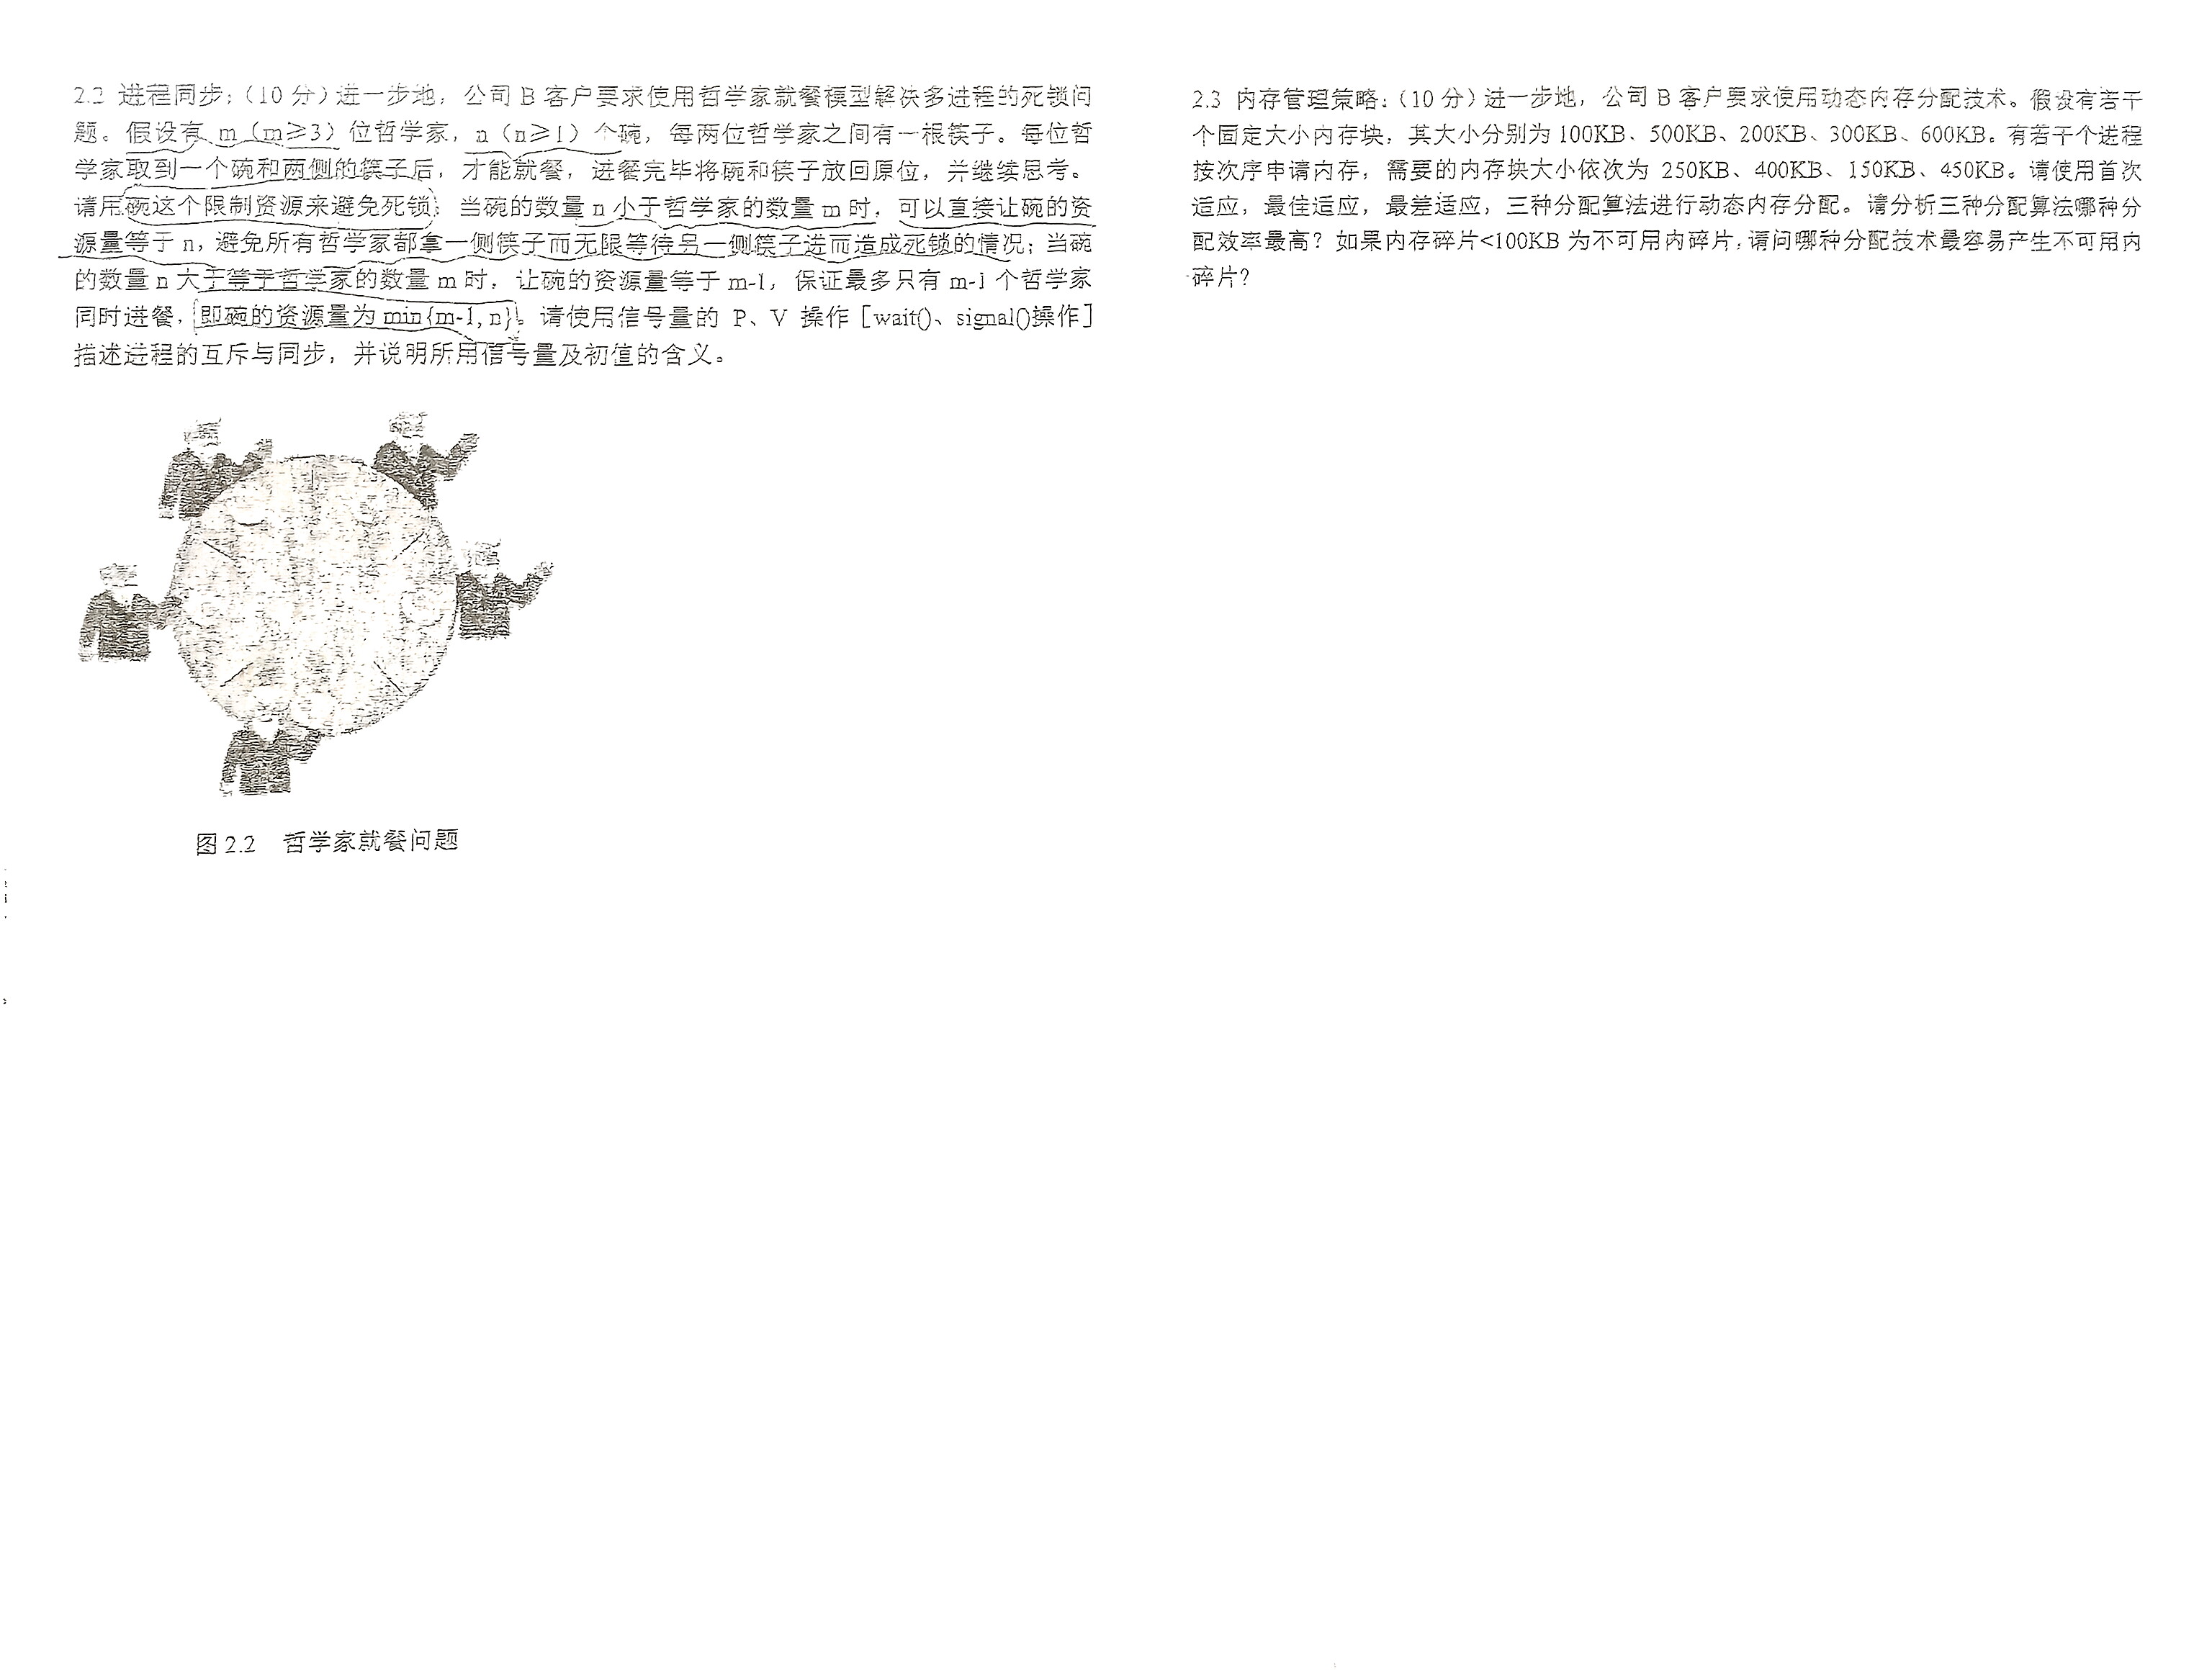 2.2 进程同步:（10 分）进一步地，公司 B 客户要求使用哲学家就餐模型解决多进程的死锁问
题。假设有 m（m≥3）位哲学家，n（n≥1）个碗，每两位哲学家之间有一根筷子。每位哲
学家取到一个碗和两侧的筷子后，才能就餐，进餐完毕将碗和筷子放回原位，并继续思考。
请用碗这个限制资源来避免死锁：当碗的数量 n 小于哲学家的数量 m 时，可以直接让碗的资
源量等于 n，避免所有哲学家都拿一侧筷子而无限等待另一侧筷子进而造成死锁的情况；当碗
的数量 n 大于等于哲学家的数量 m 时，让碗的资源量等于 m-1，保证最多只有 m-1 个哲学家
同时进餐，即碗的资源量为 min{m-1, n}。请使用信号量的 P、V 操作［wait()、signal()操作］
描述进程的互斥与同步，并说明所用信号量及初值的含义。
图 2.2 哲学家就餐问题
2.3 内存管理策略:（10 分）进一步地，公司 B 客户要求使用动态内存分配技术。假设有若干
个固定大小内存块，其大小分别为 100KB、500KB、200KB、300KB、600KB。有若干个进程
按次序申请内存，需要的内存块大小依次为 250KB、400KB、150KB、450KB。请使用首次
适应，最佳适应，最差适应，三种分配算法进行动态内存分配。请分析三种分配算法哪种分
配效率最高？如果内存碎片<100KB 为不可用内碎片，请问哪种分配技术最容易产生不可用内
碎片？